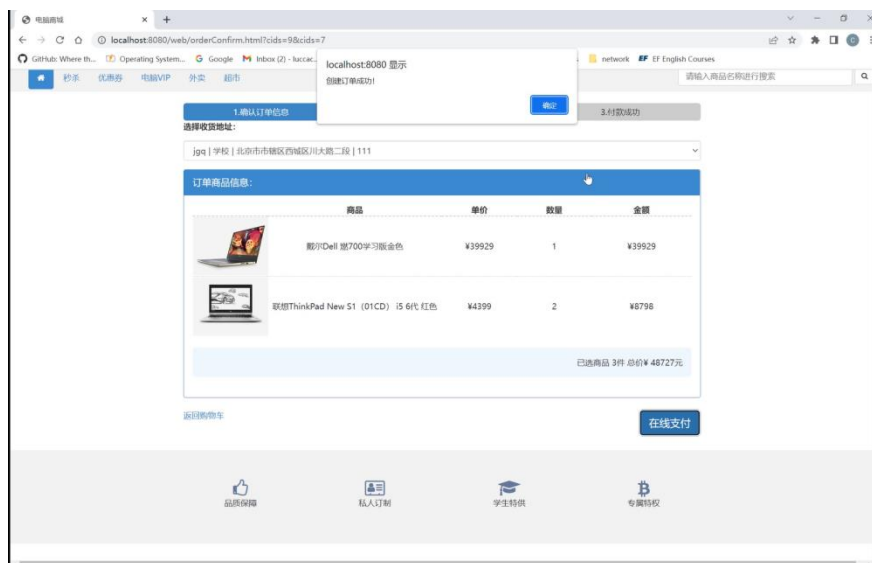 电脑商城
localhost:8080/web/orderConfirm.html?cids=9&cids=7
GitHub: Where th... Operating System... Google Inbox (2) - luccac... network EF English Courses
localhost:8080 显示
创建订单成功!
确定
秒杀 优惠券 电脑VIP 外卖 超市 请输入商品名称进行搜索
1.确认订单信息 3.付款成功
选择收货地址:
jgq | 学校 | 北京市市辖区西城区川大路二段 | 111
订单商品信息:
商品 单价 数量 金额
戴尔Dell 燃700学习版金色 ¥39929 1 ¥39929
联想ThinkPad New S1（01CD） i5 6代 红色 ¥4399 2 ¥8798
已选商品 3件 总价¥ 48727元
返回购物车 在线支付
品质保障 私人订制 学生特供 专属特权